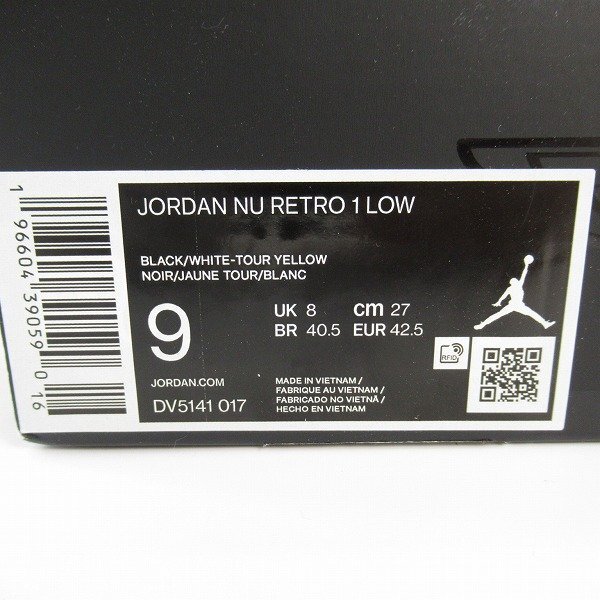 1 96604 39059 0 16
JORDAN NU RETRO 1 LOW
BLACK/WHITE-TOUR YELLOW
NOIR/JAUNE TOUR/BLANC
9
UK 8 cm 27
BR 40.5 EUR 42.5
RFID
JORDAN.COM
DV5141 017
MADE IN VIETNAM/
FABRIQUE AU VIETNAM/
FABRICADO NO VIETNÃ/
HECHO EN VIETNAM